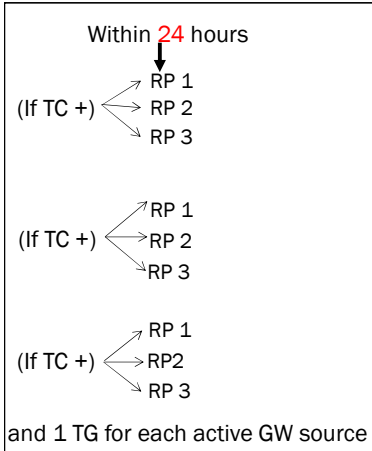 Within 24 hours
RP 1
(If TC +)
RP 2
RP 3
RP 1
(If TC +)
RP 2
RP 3
RP 1
(If TC +)
RP2
RP 3
and 1 TG for each active GW source